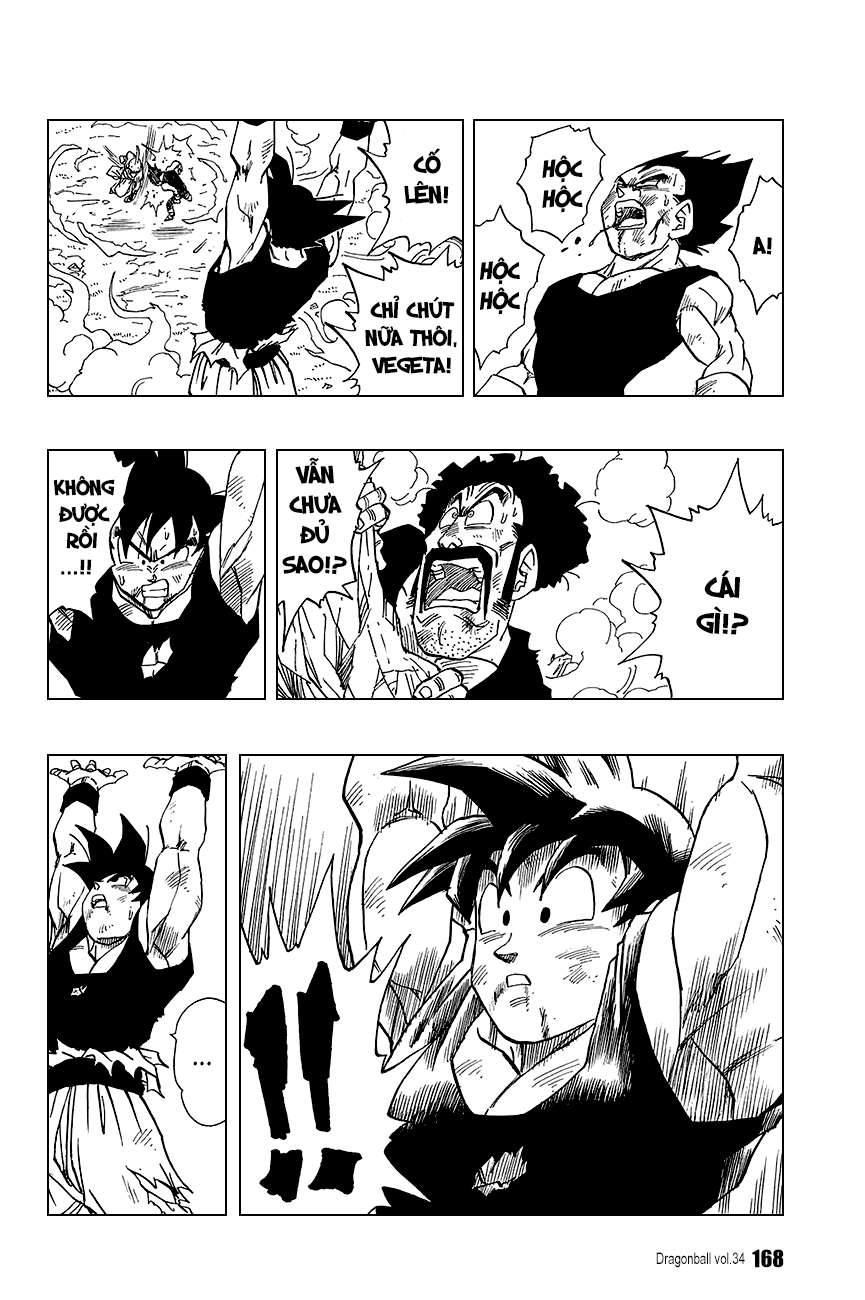 A!
HỘC
HỘC
HỘC
HỘC
CỐ
LÊN!
CHỈ CHÚT
NỮA THÔI,
VEGETA!
CÁI
GÌ!?
VẪN
CHƯA
ĐỦ
SAO!?
KHÔNG
ĐƯỢC
RỒI
...!!
!!
...
Dragonball vol.34 168